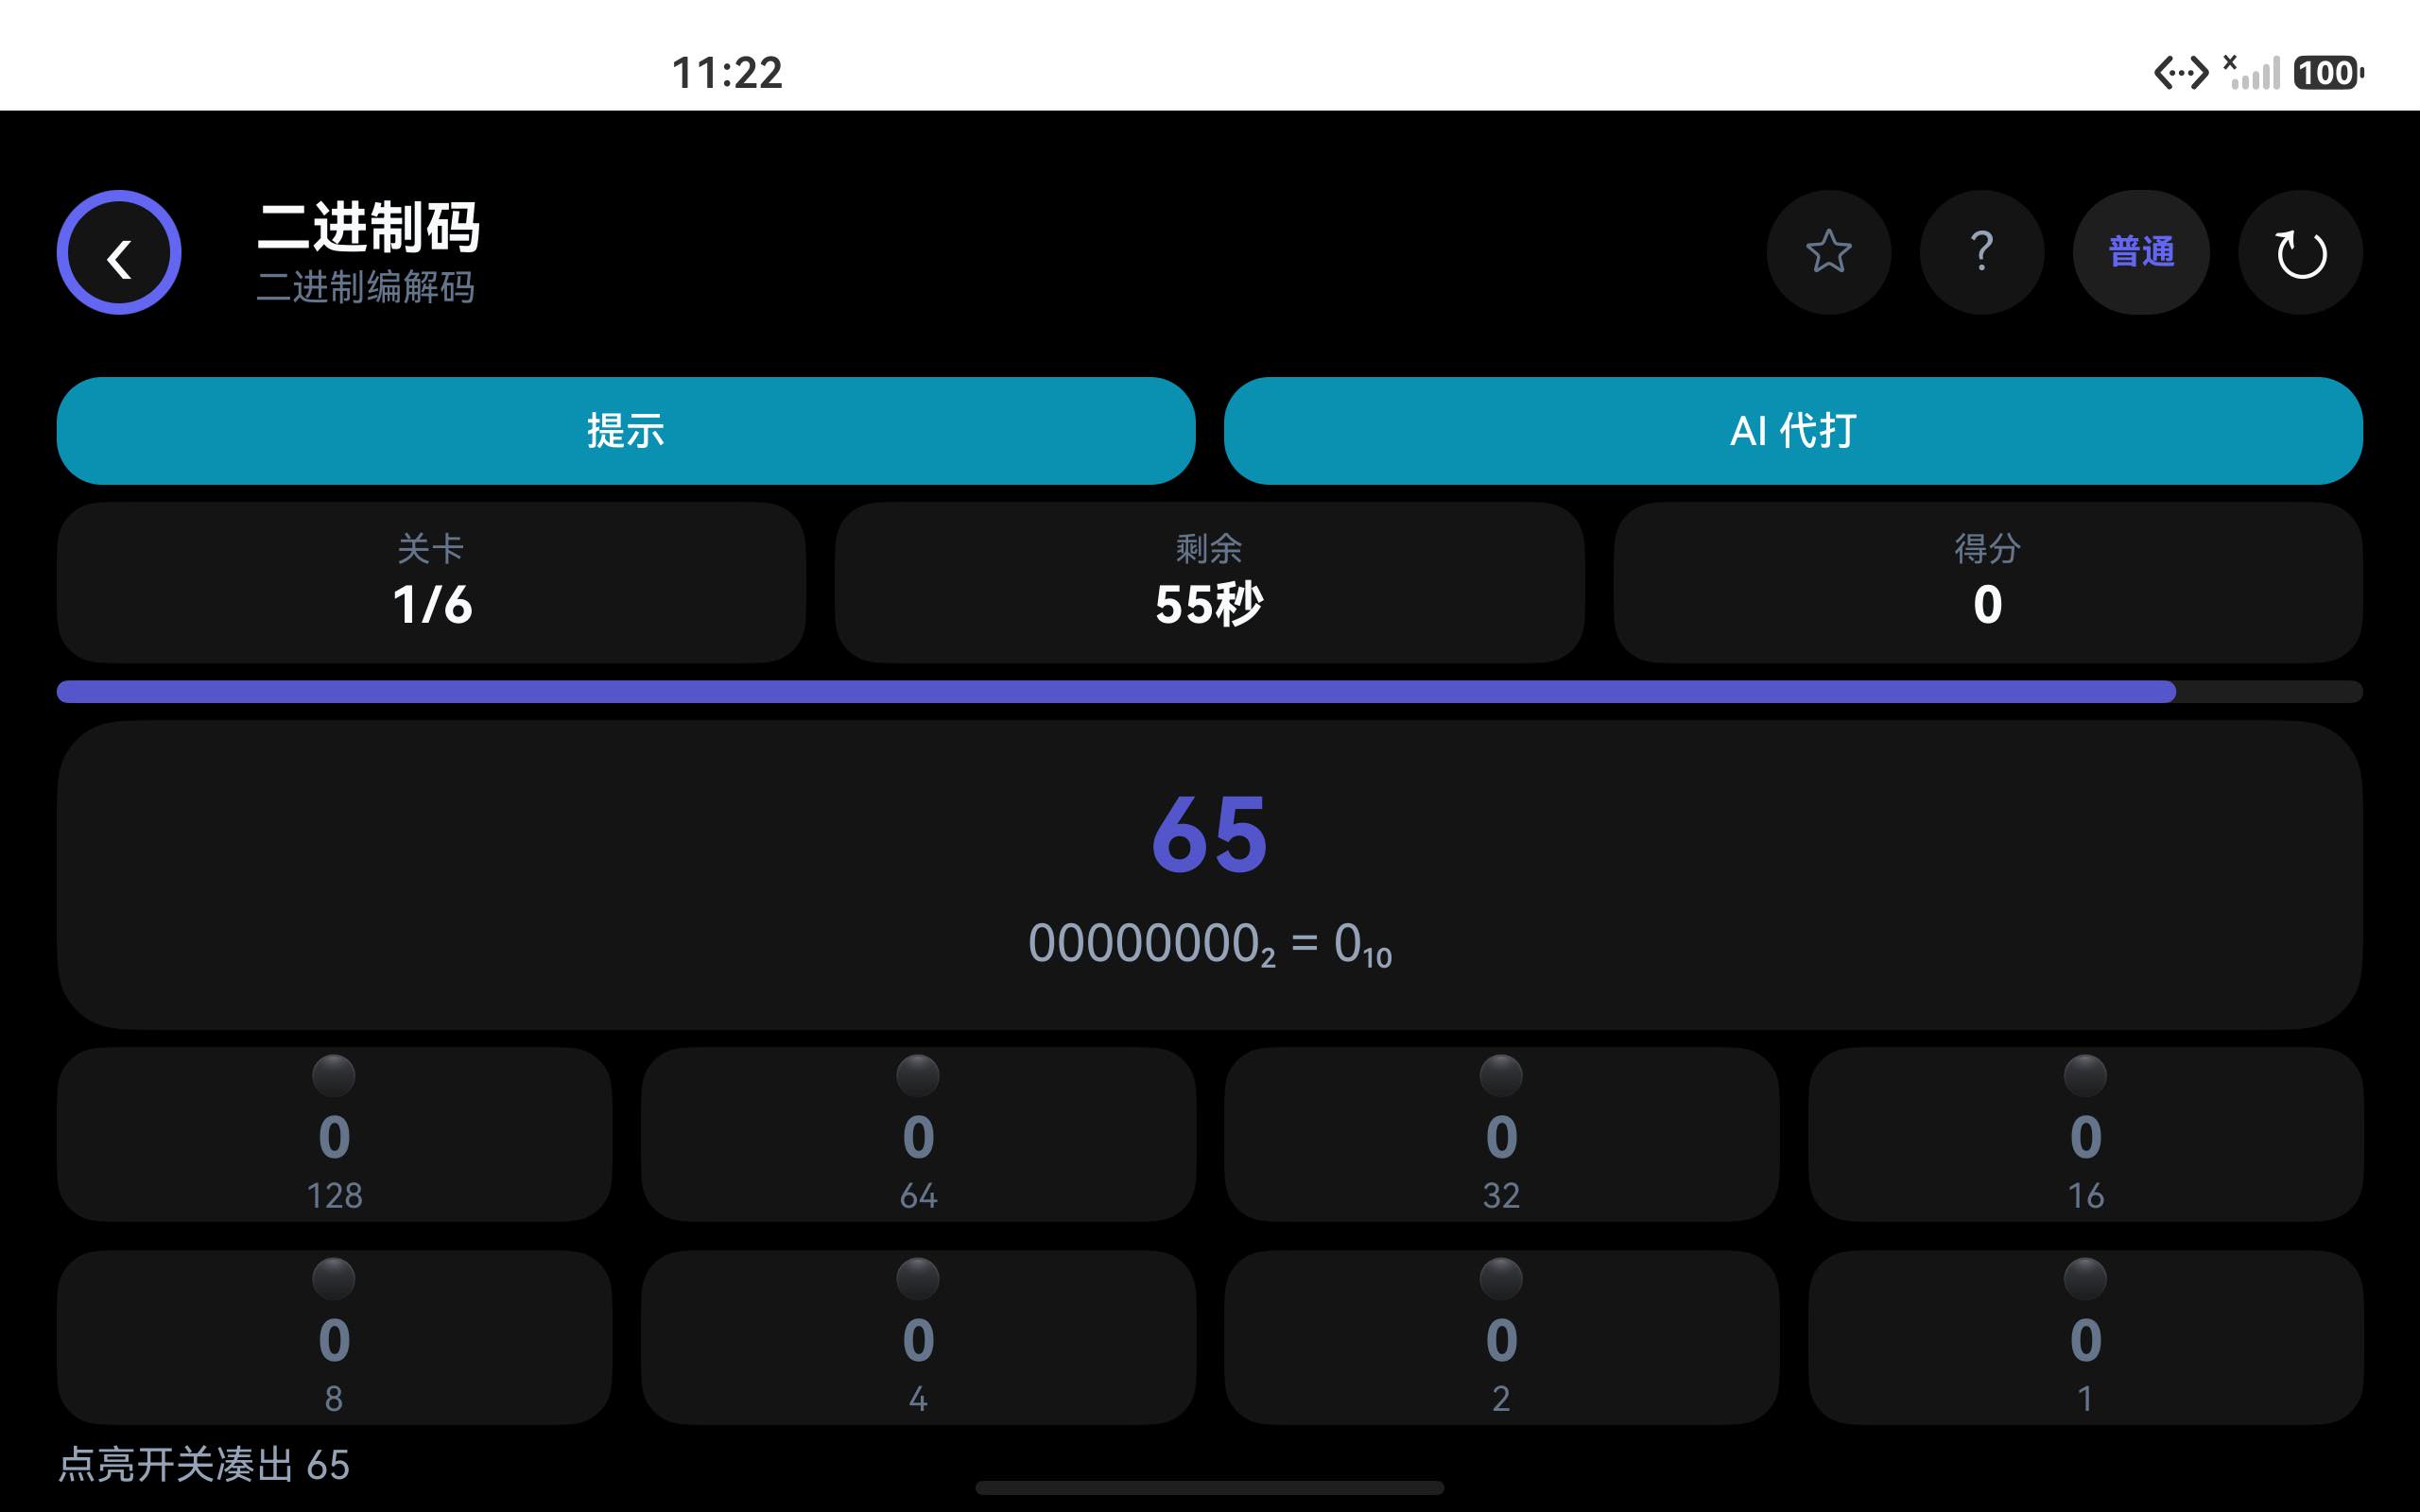 11:22
100
二进制码
二进制编解码
?
普通
提示
AI 代打
关卡
1/6
剩余
55秒
得分
0
65
00000000₂ = 0₁₀
0
128
0
64
0
32
0
16
0
8
0
4
0
2
0
1
点亮开关凑出 65